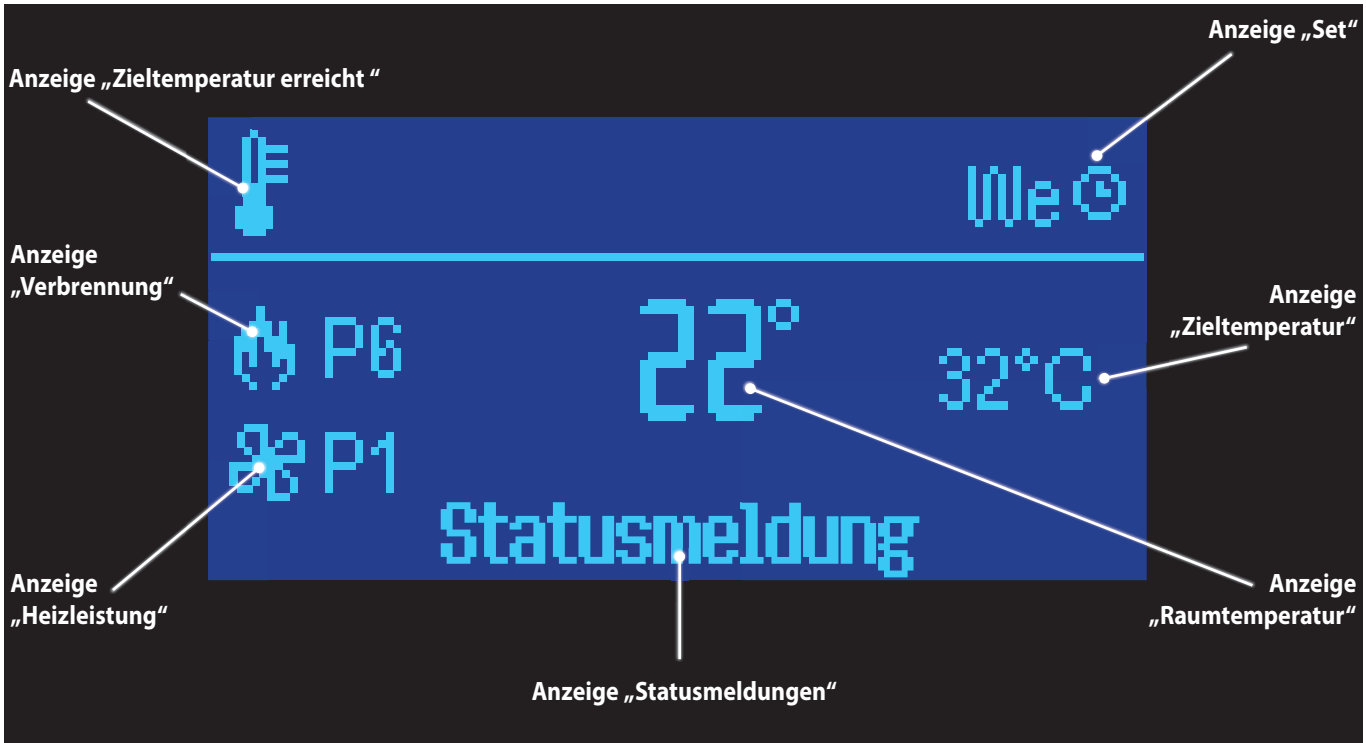 Anzeige „Set“
Anzeige „Zieltemperatur erreicht “
We
Anzeige
„Verbrennung“
P6
22°
Anzeige
„Zieltemperatur“
32°C
P1
Statusmeldung
Anzeige
„Heizleistung“
Anzeige
„Raumtemperatur“
Anzeige „Statusmeldungen“